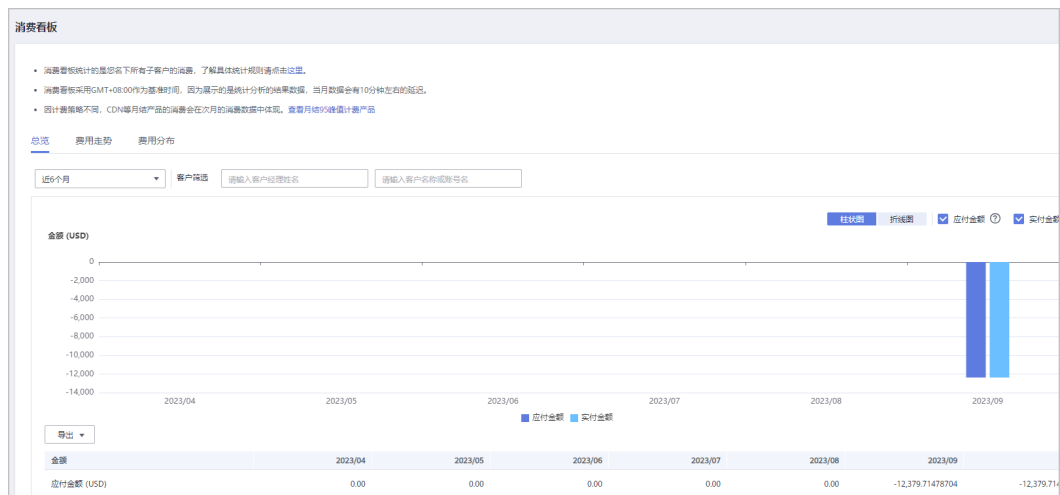 消费看板
消费看板统计的是您名下所有子客户的消费，了解具体统计规则请点击这里。
消费看板采用GMT+08:00作为基准时间，因为展示的是统计分析的结果数据，当月数据会有10分钟左右的延迟。
因计费策略不同，CDN等月结产品的消费会在次月的消费数据中体现。查看月结95峰值计费产品
总览 费用走势 费用分布
近6个月 客户筛选 请输入客户经理姓名 请输入客户名称或账号名
柱状图 折线图 应付金额 ? 实付金额
金额 (USD)
0
-2,000
-4,000
-6,000
-8,000
-10,000
-12,000
-14,000
2023/04 2023/05 2023/06 2023/07 2023/08 2023/09
应付金额 实付金额
导出
金额 2023/04 2023/05 2023/06 2023/07 2023/08 2023/09
应付金额 (USD) 0.00 0.00 0.00 0.00 0.00 -12,379.71478704 -12,379.71